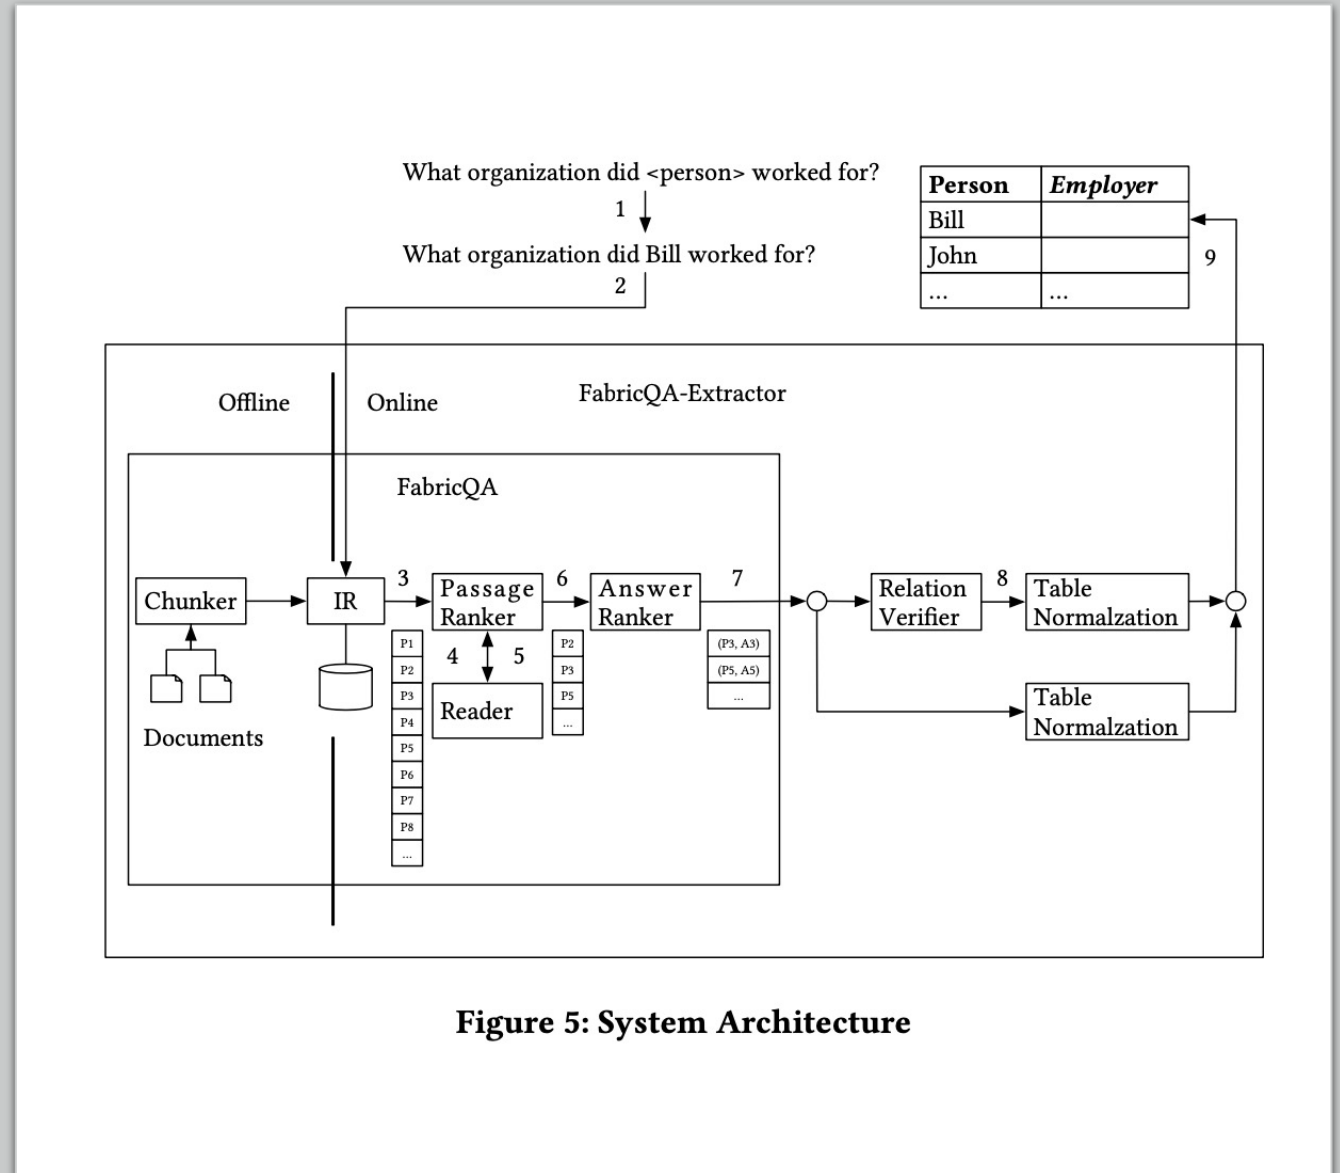 What organization did <person> worked for?
1
What organization did Bill worked for?
2
Person Employer
Bill
John
... ...
9
Offline
Online
FabricQA-Extractor
FabricQA
Chunker
Documents
IR
3
P1
P2
P3
P4
P5
P6
P7
P8
...
Passage
Ranker
4
5
Reader
6
P2
P3
P5
...
Answer
Ranker
7
(P3, A3)
(P5, A5)
...
Relation
Verifier
8
Table
Normalzation
Table
Normalzation
Figure 5: System Architecture